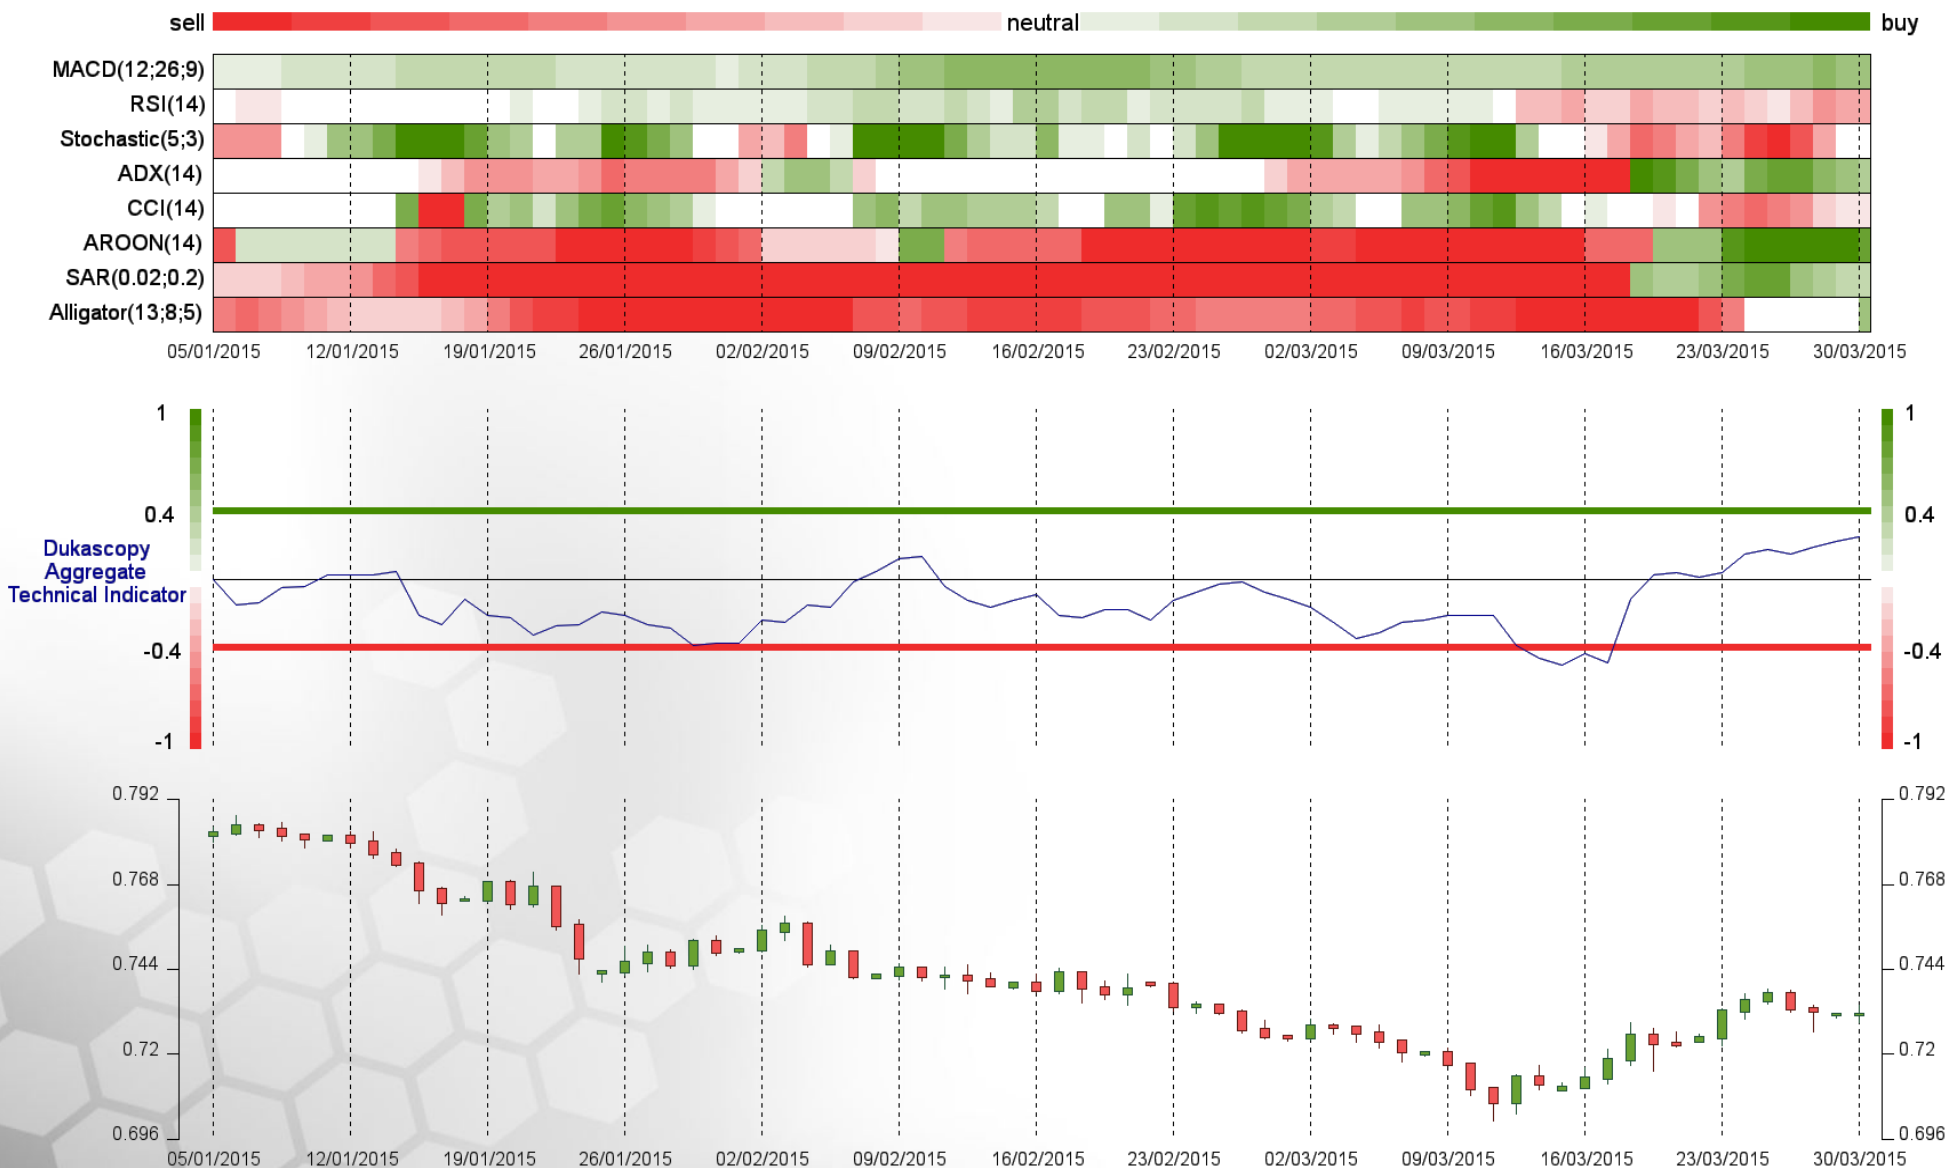 sell neutral buy
MACD(12;26;9)
RSI(14)
Stochastic(5;3)
ADX(14)
CCI(14)
AROON(14)
SAR(0.02;0.2)
Alligator(13;8;5)
05/01/2015 12/01/2015 19/01/2015 26/01/2015 02/02/2015 09/02/2015 16/02/2015 23/02/2015 02/03/2015 09/03/2015 16/03/2015 23/03/2015 30/03/2015
1 1
0.4 0.4
Dukascopy
Aggregate
Technical Indicator
-0.4 -0.4
-1 -1
0.792 0.792
0.768 0.768
0.744 0.744
0.72 0.72
0.696 0.696
05/01/2015 12/01/2015 19/01/2015 26/01/2015 02/02/2015 09/02/2015 16/02/2015 23/02/2015 02/03/2015 09/03/2015 16/03/2015 23/03/2015 30/03/2015